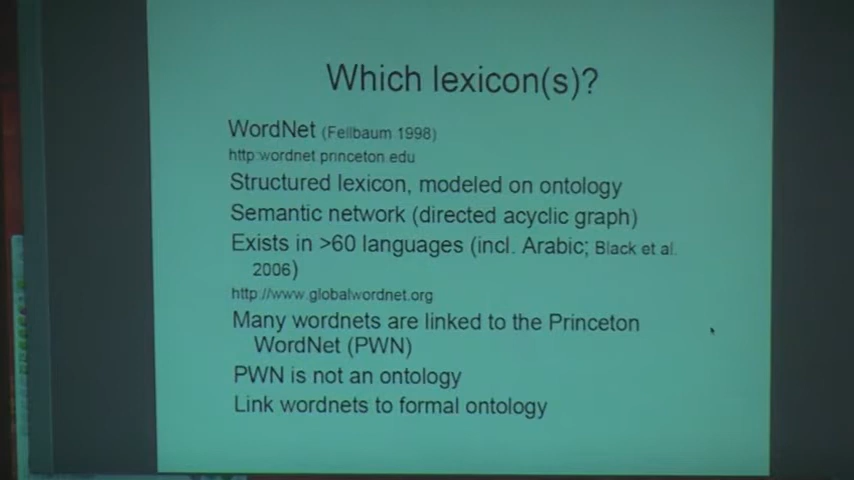 Which lexicon(s)?
WordNet (Fellbaum 1998)
http:wordnet.princeton.edu
Structured lexicon, modeled on ontology
Semantic network (directed acyclic graph)
Exists in >60 languages (incl. Arabic; Black et al.
2006)
http://www.globalwordnet.org
Many wordnets are linked to the Princeton
WordNet (PWN)
PWN is not an ontology
Link wordnets to formal ontology